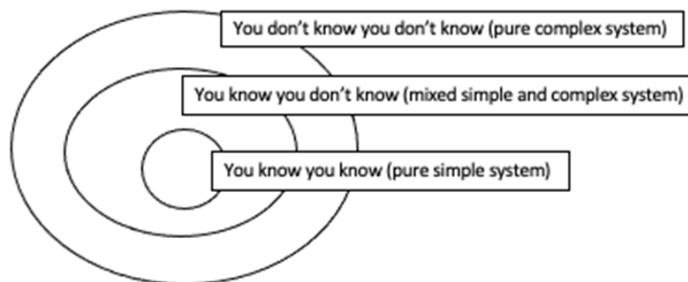 You don’t know you don’t know (pure complex system)
You know you don’t know (mixed simple and complex system)
You know you know (pure simple system)